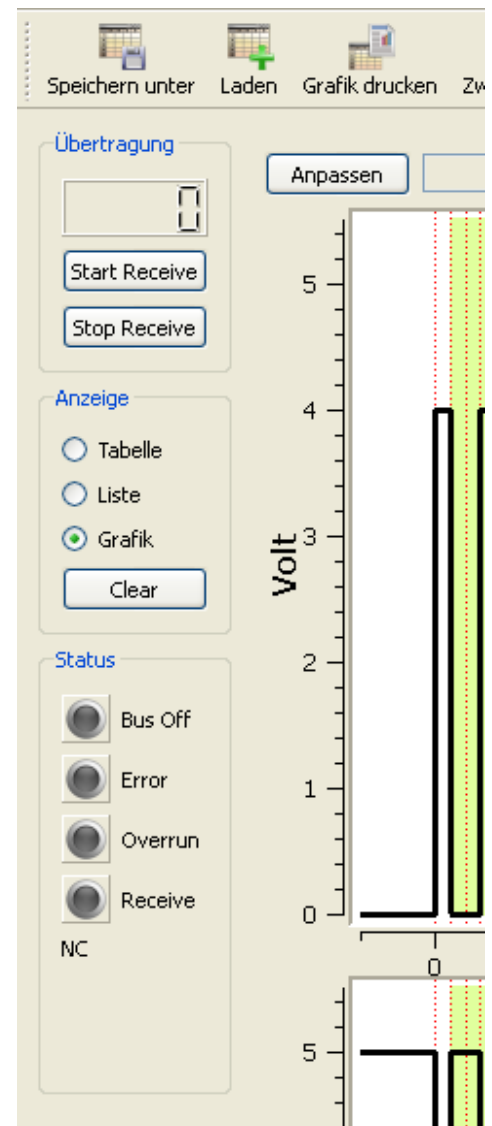 Speichern unter Laden Grafik drucken Zw
Übertragung
Anpassen
0
Start Receive
Stop Receive
Anzeige
Tabelle
Liste
Grafik
Clear
Status
Bus Off
Error
Overrun
Receive
NC
Volt
5
4
3
2
1
0
0
5